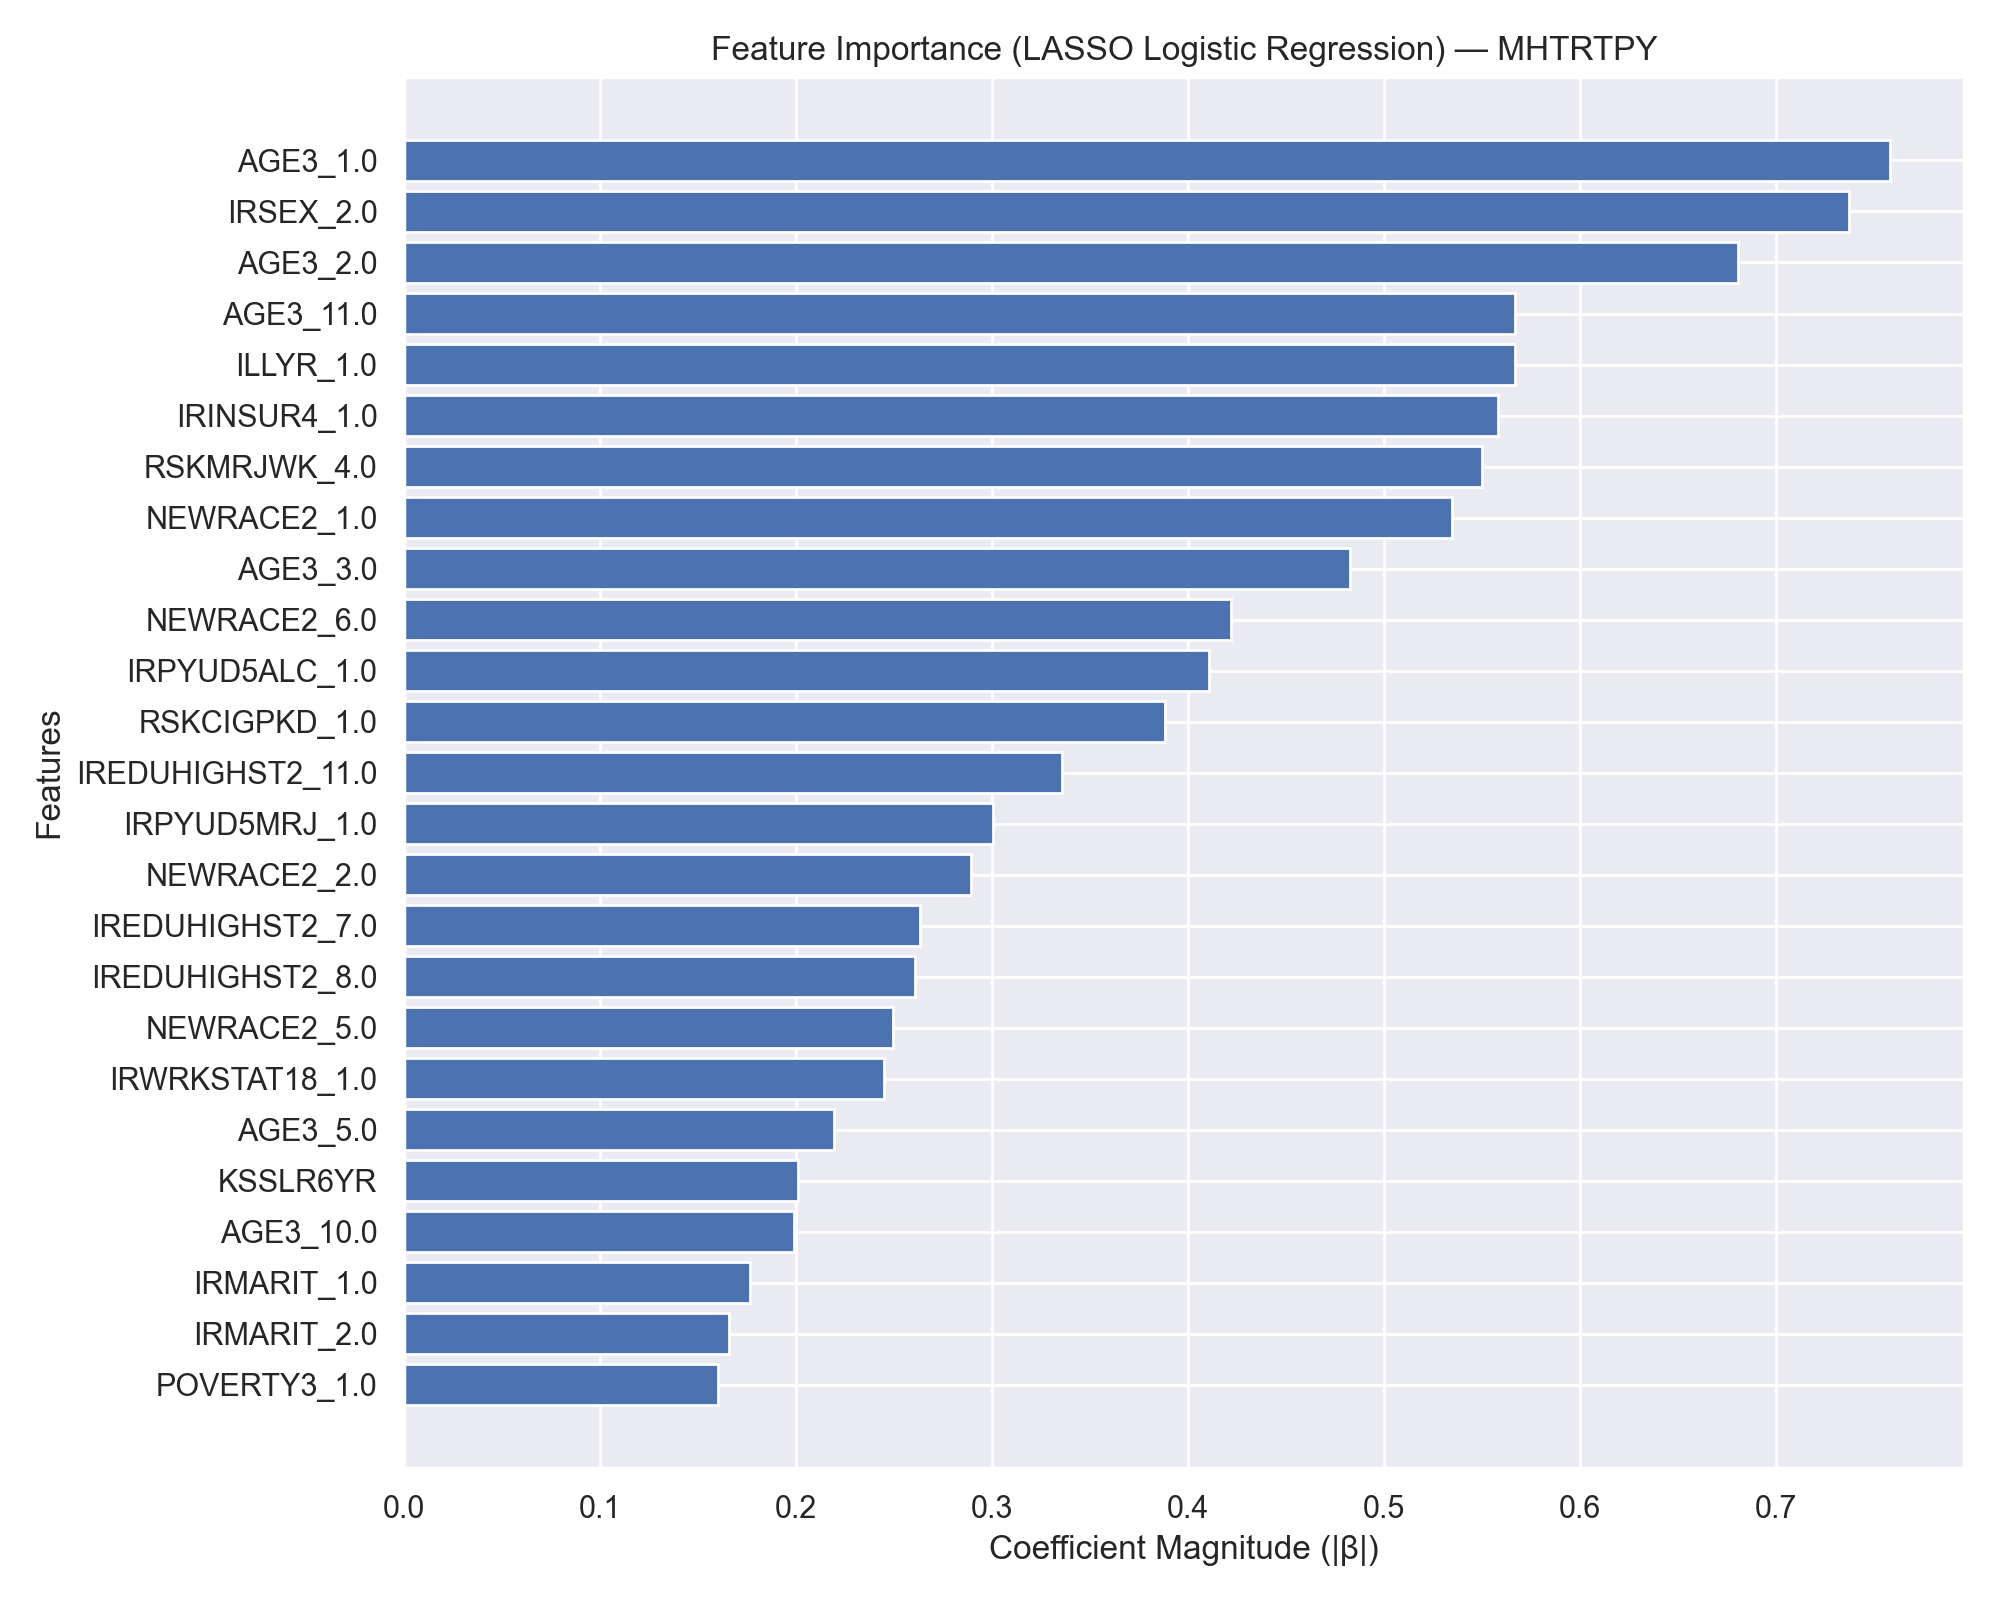 Feature Importance (LASSO Logistic Regression) — MHTRTPY
Features
AGE3_1.0
IRSEX_2.0
AGE3_2.0
AGE3_11.0
ILLYR_1.0
IRINSUR4_1.0
RSKMRJWK_4.0
NEWRACE2_1.0
AGE3_3.0
NEWRACE2_6.0
IRPYUD5ALC_1.0
RSKCIGPKD_1.0
IREDUHIGHST2_11.0
IRPYUD5MRJ_1.0
NEWRACE2_2.0
IREDUHIGHST2_7.0
IREDUHIGHST2_8.0
NEWRACE2_5.0
IRWRKSTAT18_1.0
AGE3_5.0
KSSLR6YR
AGE3_10.0
IRMARIT_1.0
IRMARIT_2.0
POVERTY3_1.0
0.0 0.1 0.2 0.3 0.4 0.5 0.6 0.7
Coefficient Magnitude (|β|)